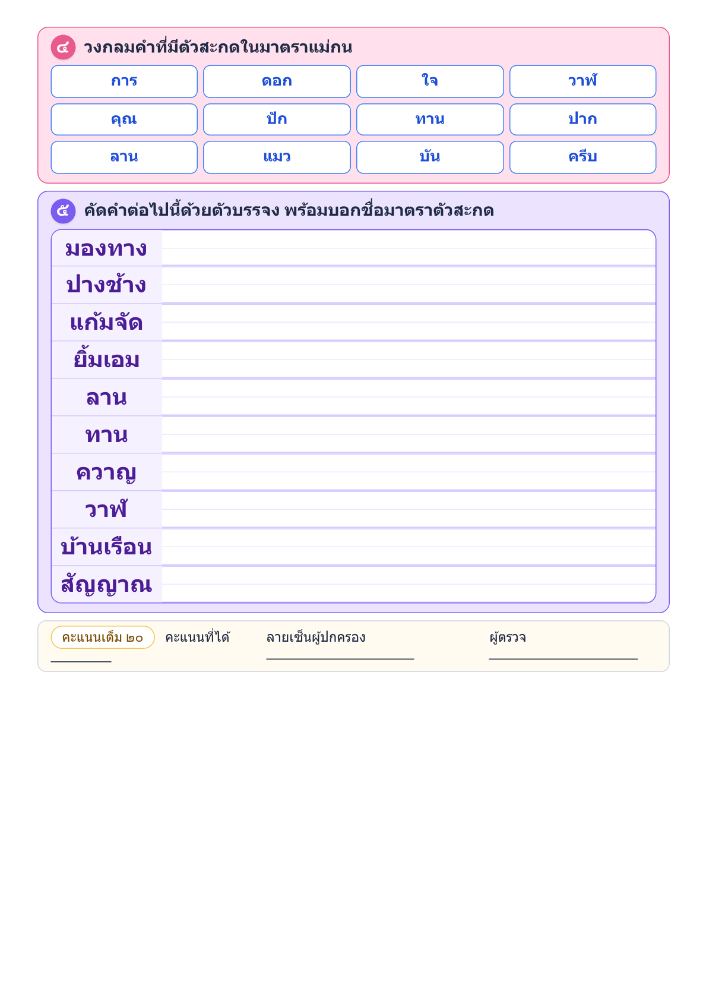 ๔ วงกลมคำที่มีตัวสะกดในมาตราแม่กน
การ ดอก ใจ วาฬ
คุณ ปัก ทาน ปาก
ลาน แมว บัน ครีบ
๕ คัดคำต่อไปนี้ด้วยตัวบรรจง พร้อมบอกชื่อมาตราตัวสะกด
มองทาง
ปางช้าง
แก้มจัด
ยิ้มเอม
ลาน
ทาน
ควาญ
วาฬ
บ้านเรือน
สัญญาณ
คะแนนเต็ม ๒๐ คะแนนที่ได้ ลายเซ็นผู้ปกครอง ผู้ตรวจ